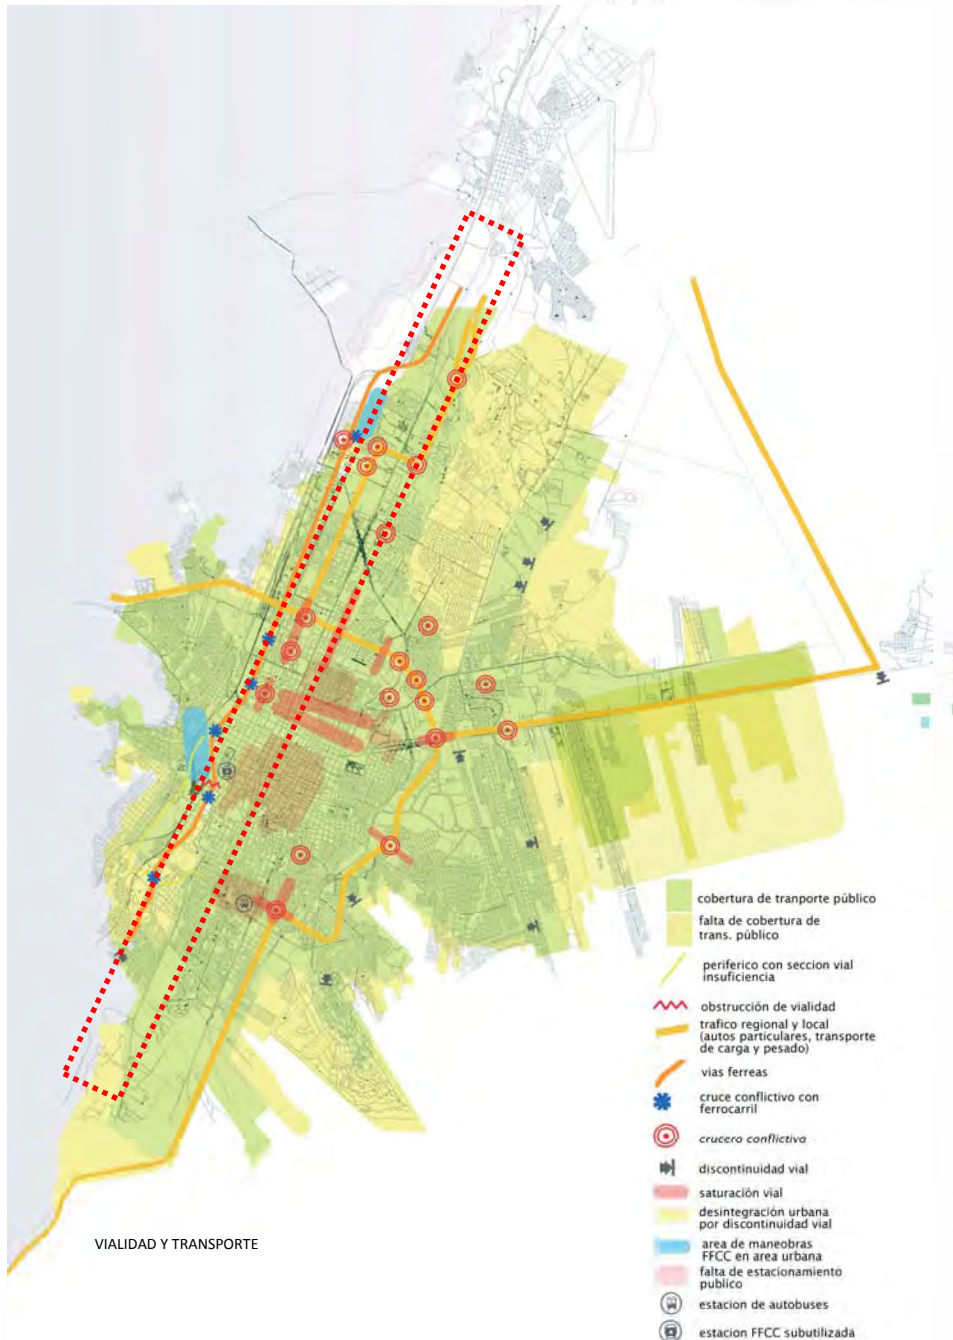 cobertura de tranporte público
falta de cobertura de
trans. público
periferico con seccion vial
insuficiencia
obstrucción de vialidad
trafico regional y local
(autos particulares, transporte
de carga y pesado)
vias ferreas
cruce conflictivo con
ferrocarril
crucero conflictivo
discontinuidad vial
saturación vial
desintegración urbana
por discontinuidad vial
area de maneobras
FFCC en area urbana
falta de estacionamiento
publico
estacion de autobuses
estacion FFCC subutilizada
VIALIDAD Y TRANSPORTE